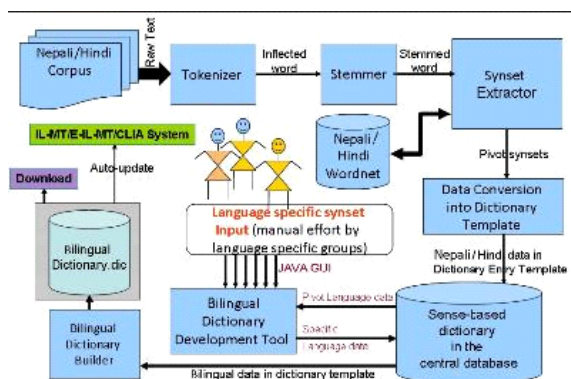 Nepali/Hindi
Corpus
Raw Text
Tokenizer
Inflected
word
Stemmer
Stemmed
word
Synset
Extractor
IL-MT/E-IL-MT/CLIA System
Nepali/
Hindi
Wordnet
Pivot synsets
Download
Auto-update
Data Conversion
into Dictionary
Template
Language specific synset
Input (manual effort by
language specific groups)
Nepali/Hindi data in
Dictionary Entry Template
Bilingual
Dictionary.dic
JAVA GUI
Bilingual
Dictionary
Development Tool
Pivot Language data
Specific
Language data
Sense-based
dictionary
in the
central database
Bilingual
Dictionary
Builder
Bilingual data in dictionary template